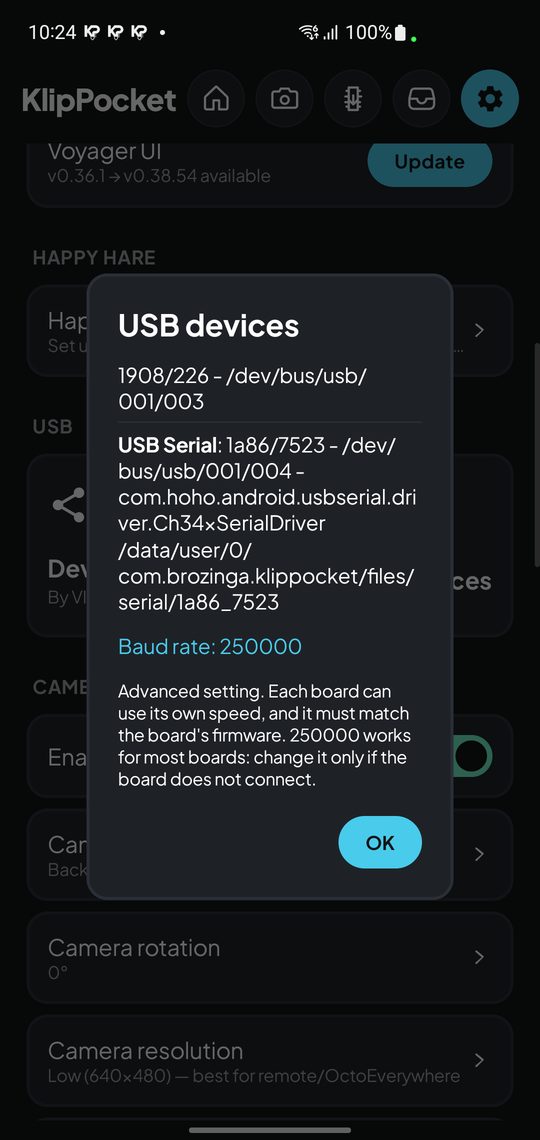 10:24
100%
KlipPocket
Voyager UI
v0.36.1 → v0.38.54 available
Update
HAPPY HARE
Hap
Set u
...
USB devices
1908/226 - /dev/bus/usb/
001/003
USB
USB Serial: 1a86/7523 - /dev/
bus/usb/001/004 -
com.hoho.android.usbserial.dri
ver.Ch34xSerialDriver
/data/user/0/
com.brozinga.klippocket/files/
serial/1a86_7523
Dev
By VI
ces
Baud rate: 250000
CAME
Advanced setting. Each board can
use its own speed, and it must match
the board's firmware. 250000 works
for most boards: change it only if the
board does not connect.
Ena
OK
Car
Back
Camera rotation
0°
Camera resolution
Low (640×480) — best for remote/OctoEverywhere